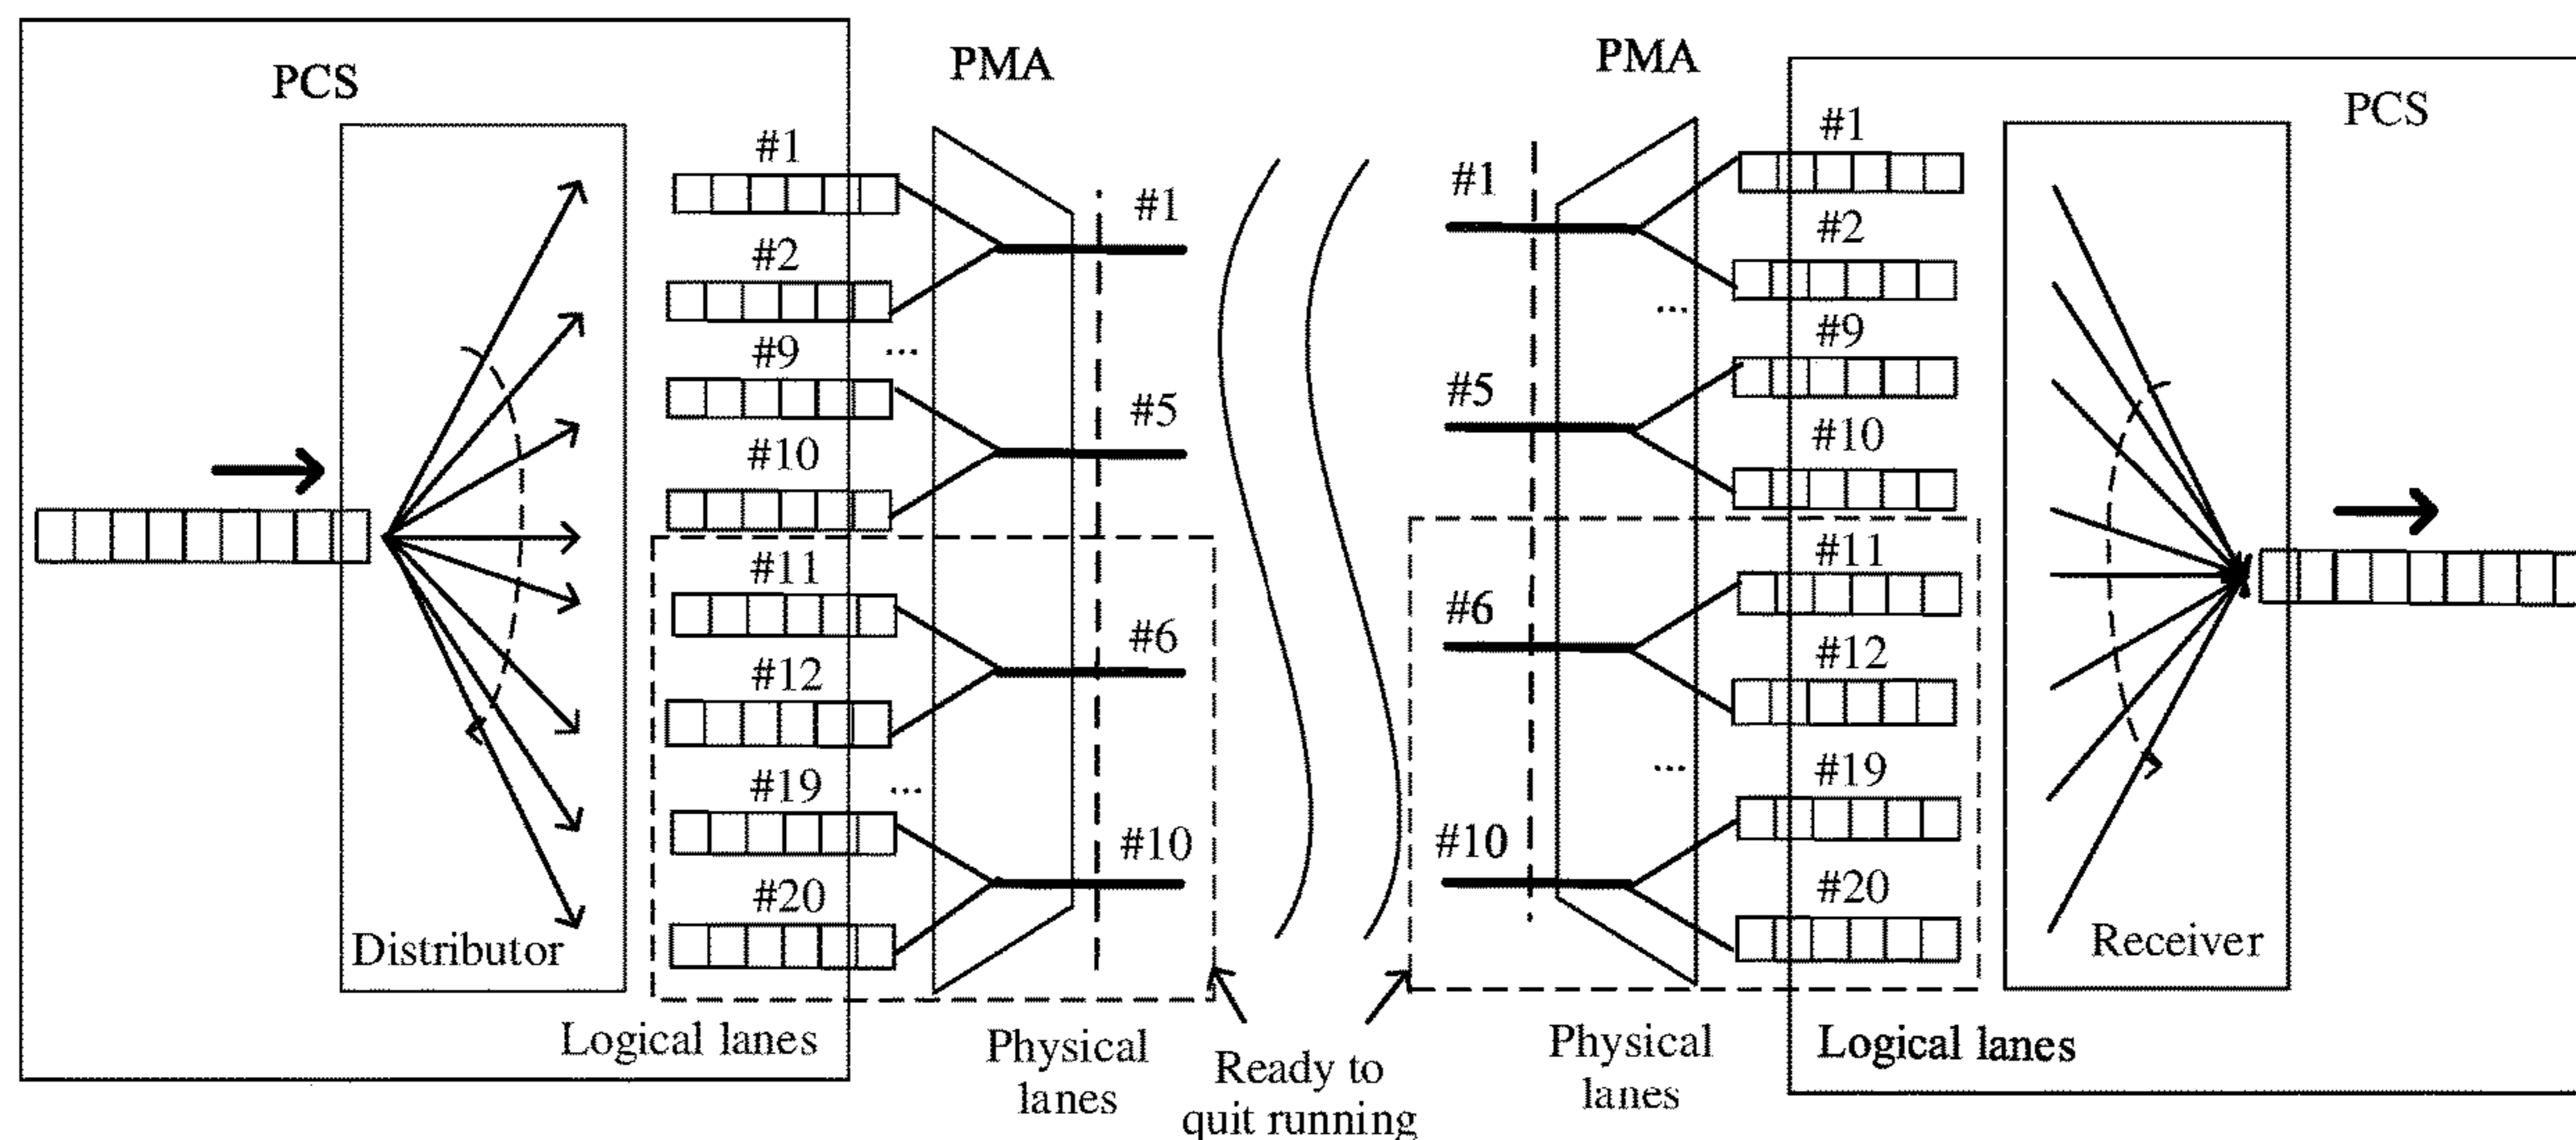 PCS
PMA
#1
#2
...
#9
#10
#11
#12
...
#19
#20
#1
#5
#6
#10
Distributor
Logical lanes
Physical
lanes
Ready to
quit running
PMA
PCS
#1
#5
#6
#10
#1
#2
...
#9
#10
#11
#12
...
#19
#20
Receiver
Physical
lanes
Logical lanes